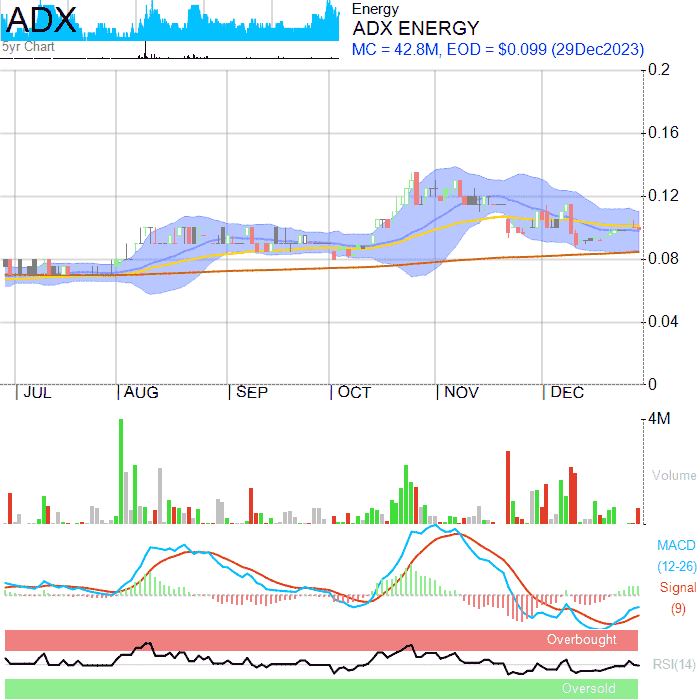 ADX
5yr Chart
Energy
ADX ENERGY
MC = 42.8M, EOD = $0.099 (29Dec2023)
0.2
0.16
0.12
0.08
0.04
0
JUL AUG SEP OCT NOV DEC
4M
Volume
MACD
(12-26)
Signal
(9)
Overbought
RSI(14)
Oversold